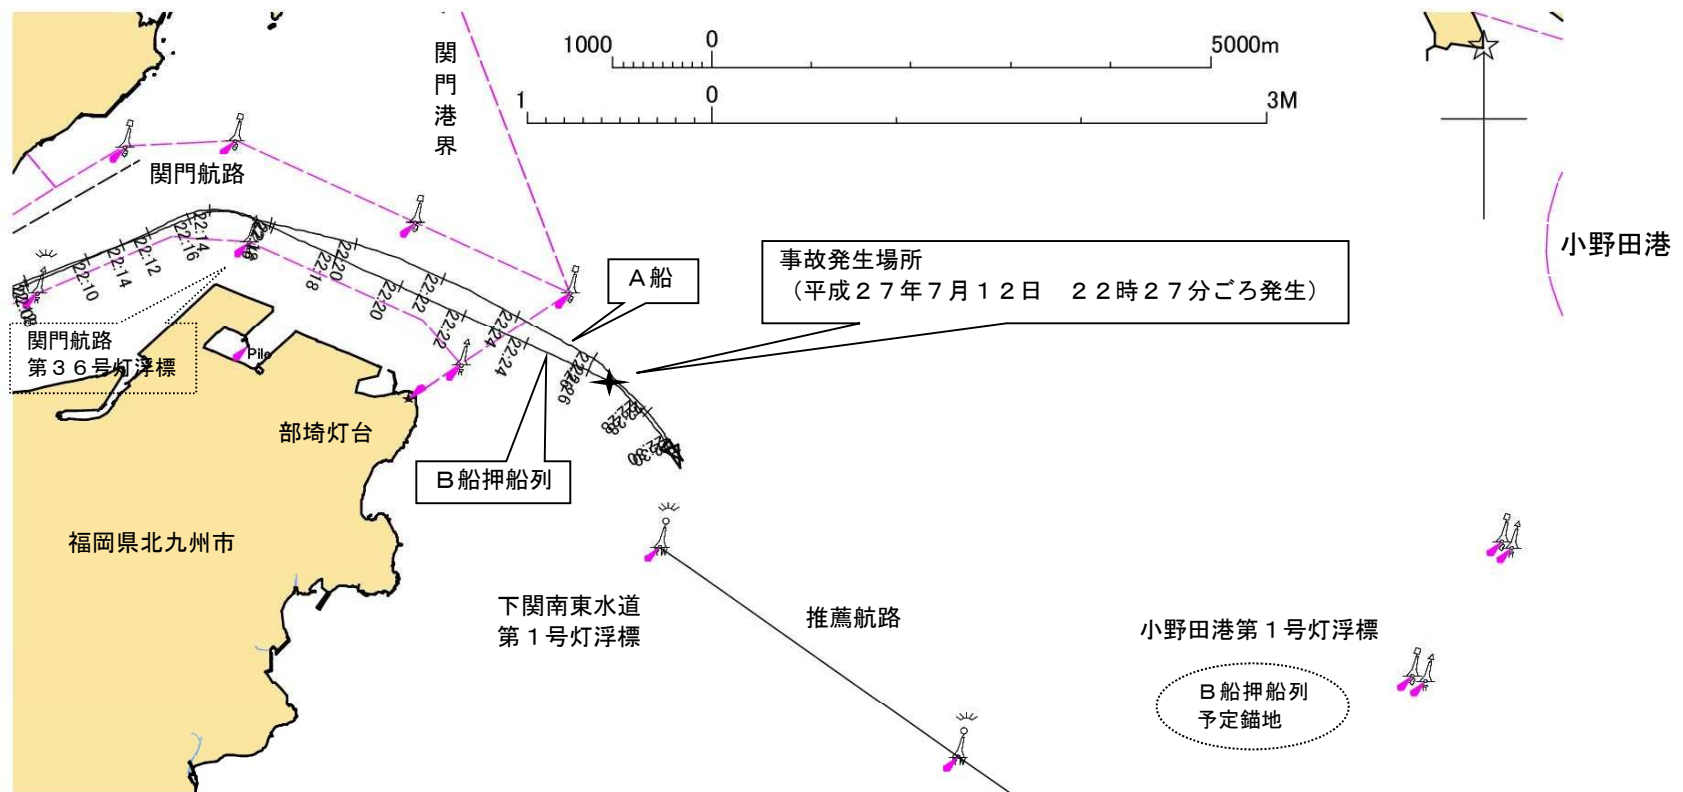 1000 0 5000m
1 0 3M
関門港界
関門航路
小野田港
事故発生場所
（平成２７年７月１２日　２２時２７分ごろ発生）
Ａ船
22:10
22:14
22:12
22:16
22:14
22:18
22:20
22:20
22:22
22:22
22:24
22:24
22:26
22:28
22:30
関門航路
第３６号灯浮標
Pile
部埼灯台
Ｂ船押船列
福岡県北九州市
下関南東水道
第１号灯浮標
推薦航路
小野田港第１号灯浮標
Ｂ船押船列
予定錨地